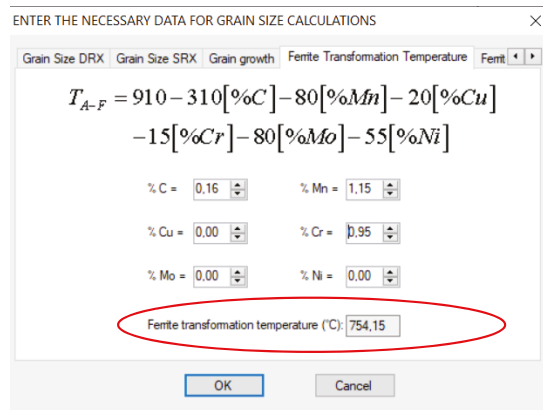 ENTER THE NECESSARY DATA FOR GRAIN SIZE CALCULATIONS
Grain Size DRX Grain Size SRX Grain growth Ferrite Transformation Temperature Ferrit
T_{A-F} = 910 − 310[%C] − 80[%Mn] − 20[%Cu]
−15[%Cr] − 80[%Mo] − 55[%Ni]
% C = 0,16 % Mn = 1,15
% Cu = 0,00 % Cr = 0,95
% Mo = 0,00 % Ni = 0,00
Ferrite transformation temperature (°C): 754,15
OK Cancel